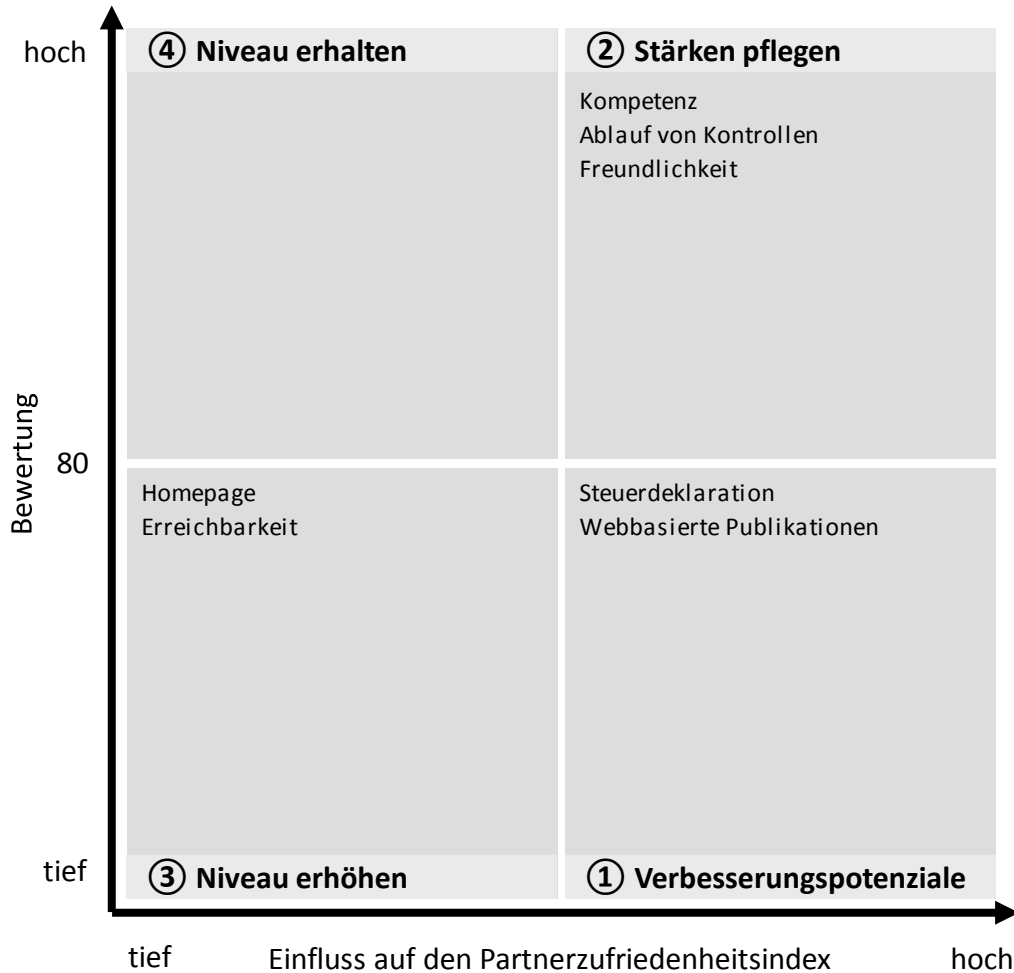 hoch
④ Niveau erhalten
② Stärken pflegen
Kompetenz
Ablauf von Kontrollen
Freundlichkeit
Bewertung
80
Homepage
Erreichbarkeit
Steuerdeklaration
Webbasierte Publikationen
tief
③ Niveau erhöhen
① Verbesserungspotenziale
tief
Einfluss auf den Partnerzufriedenheitsindex
hoch